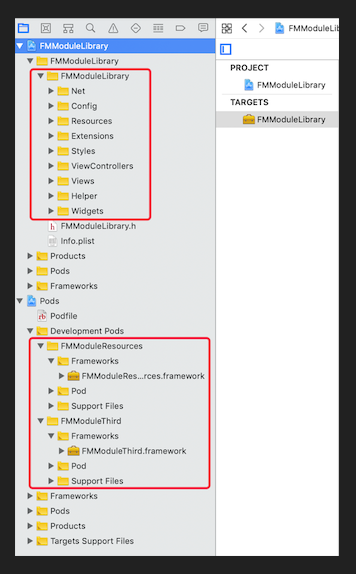 FMModuleLibrary
FMModuleLibrary
FMModuleLibrary
FMModuleLibrary
Net
Config
Resources
Extensions
Styles
ViewControllers
Views
Helper
Widgets
FMModuleLibrary.h
Info.plist
Products
Pods
Frameworks
Pods
Podfile
Development Pods
FMModuleResources
Frameworks
FMModuleRes...rces.framework
Pod
Support Files
FMModuleThird
Frameworks
FMModuleThird.framework
Pod
Support Files
Frameworks
Pods
Products
Targets Support Files
PROJECT
FMModuleLibrary
TARGETS
FMModuleLibrary